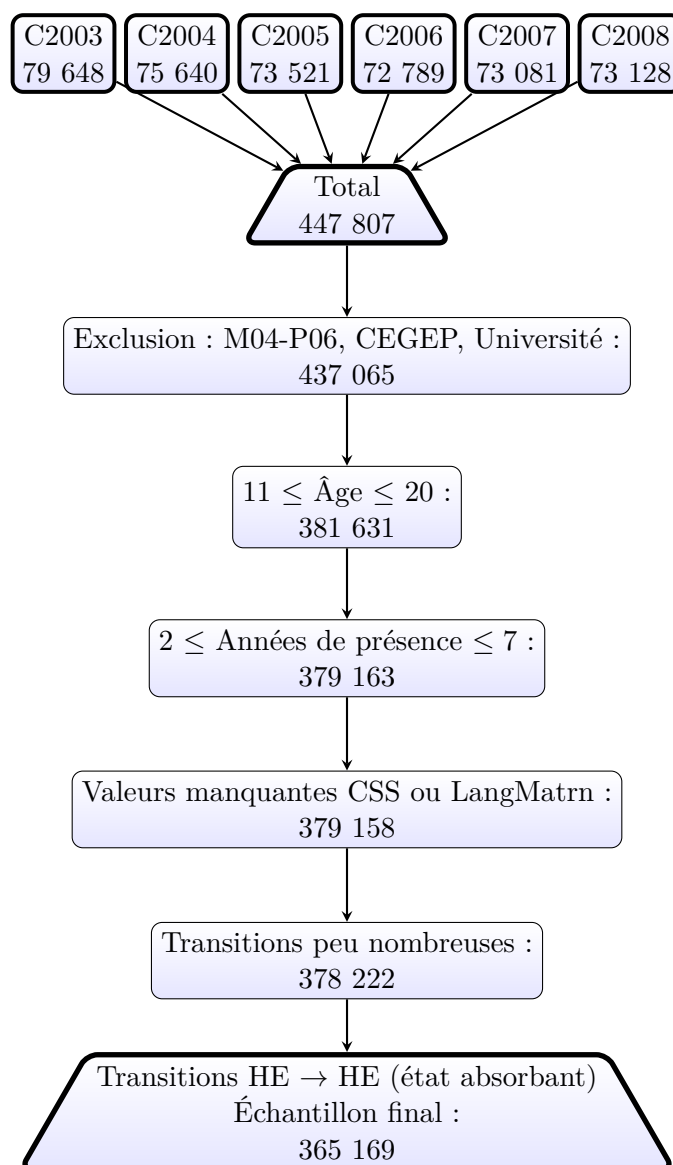 C2003 C2004 C2005 C2006 C2007 C2008
79 648 75 640 73 521 72 789 73 081 73 128
Total
447 807
Exclusion : M04-P06, CEGEP, Université :
437 065
11 ≤ Âge ≤ 20 :
381 631
2 ≤ Années de présence ≤ 7 :
379 163
Valeurs manquantes CSS ou LangMatrn :
379 158
Transitions peu nombreuses :
378 222
Transitions HE → HE (état absorbant)
Échantillon final :
365 169